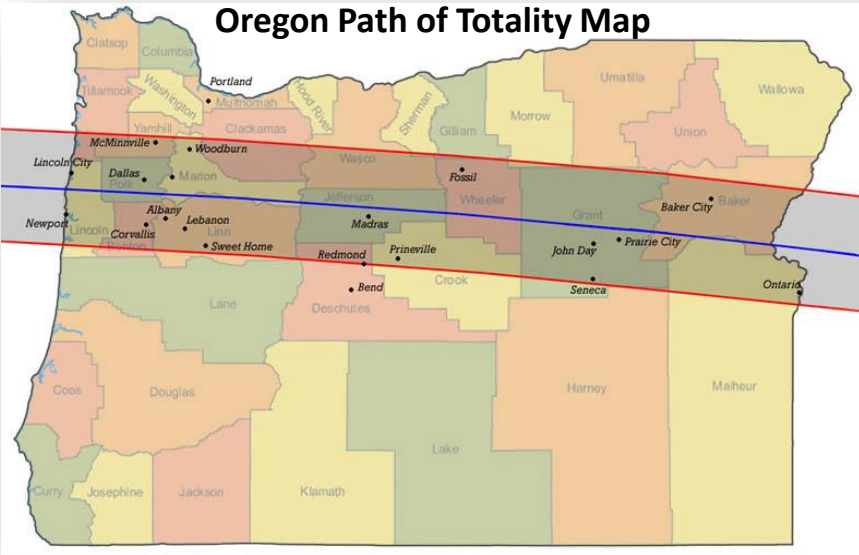 Oregon Path of Totality Map
Clatsop
Columbia
Tillamook
Washington
Portland
Multnomah
Hood River
Sherman
Gilliam
Morrow
Umatilla
Union
Wallowa
Yamhill
Clackamas
McMinnville
Woodburn
Wasco
Lincoln City
Dallas
Polk
Marion
Fossil
Wheeler
Jefferson
Grant
Baker City
Baker
Newport
Lincoln
Albany
Lebanon
Corvallis
Benton
Linn
Sweet Home
Madras
Redmond
Prineville
John Day
Prairie City
Seneca
Ontario
Lane
Bend
Deschutes
Crook
Coos
Douglas
Harney
Malheur
Lake
Curry
Josephine
Jackson
Klamath